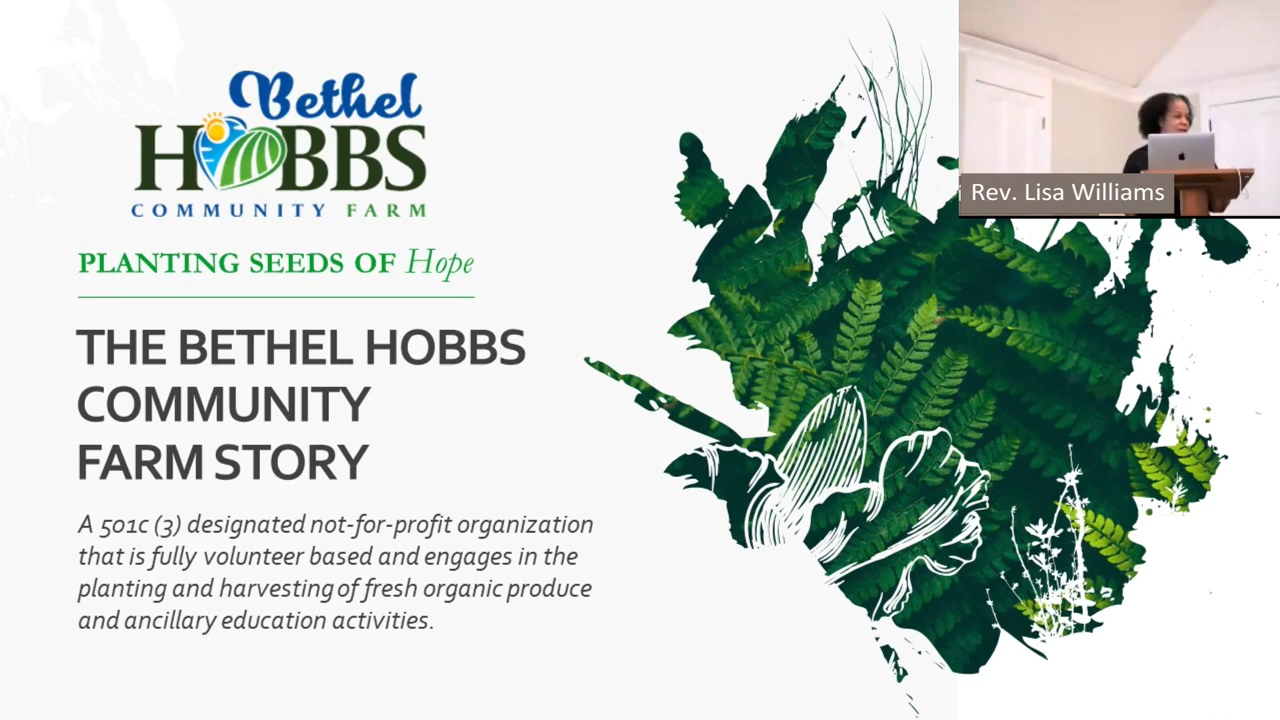 Bethel
HOBBS
COMMUNITY FARM
PLANTING SEEDS OF Hope
THE BETHEL HOBBS
COMMUNITY
FARM STORY
A 501c (3) designated not-for-profit organization
that is fully volunteer based and engages in the
planting and harvesting of fresh organic produce
and ancillary education activities.
Rev. Lisa Williams